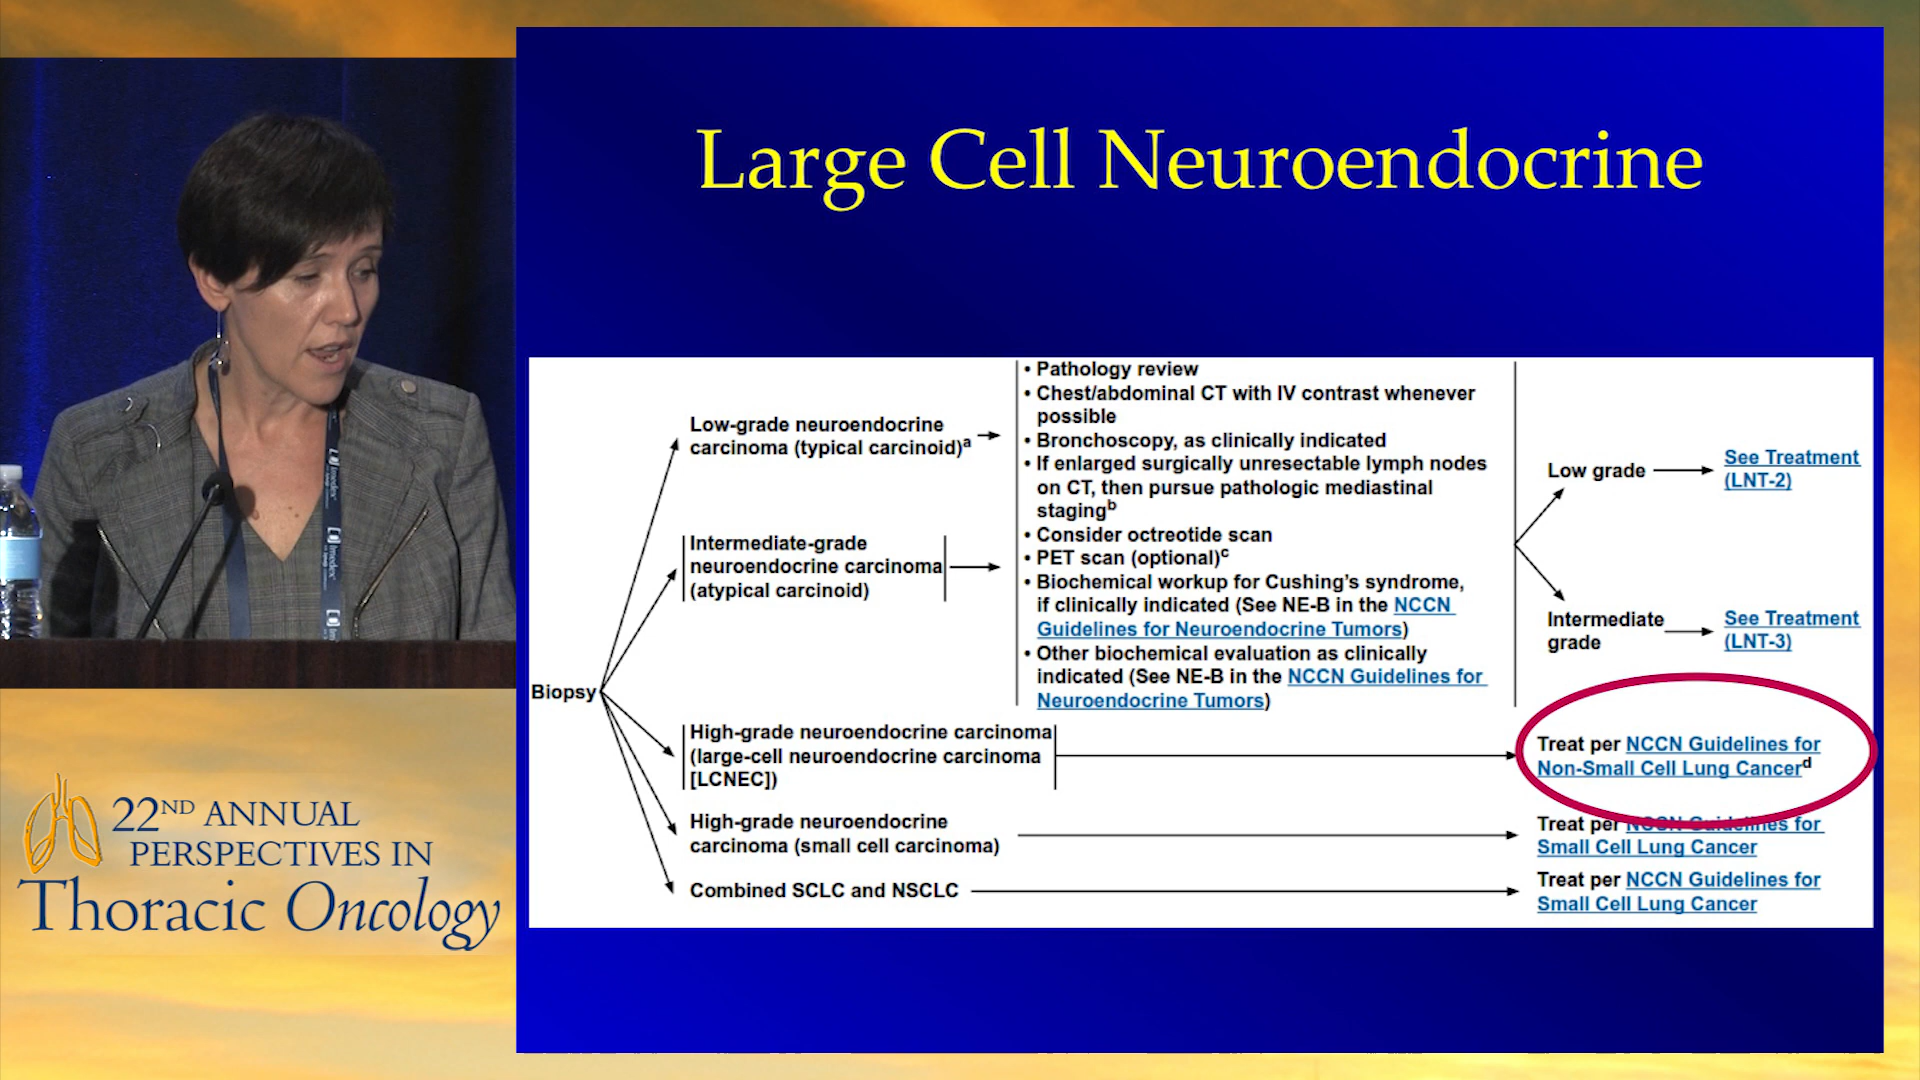 Large Cell Neuroendocrine
Biopsy
Low-grade neuroendocrine
carcinoma (typical carcinoid)a
Intermediate-grade
neuroendocrine carcinoma
(atypical carcinoid)
High-grade neuroendocrine carcinoma
(large-cell neuroendocrine carcinoma
[LCNEC])
High-grade neuroendocrine
carcinoma (small cell carcinoma)
Combined SCLC and NSCLC
• Pathology review
• Chest/abdominal CT with IV contrast whenever
possible
• Bronchoscopy, as clinically indicated
• If enlarged surgically unresectable lymph nodes
on CT, then pursue pathologic mediastinal
stagingb
• Consider octreotide scan
• PET scan (optional)c
• Biochemical workup for Cushing's syndrome,
if clinically indicated (See NE-B in the NCCN
Guidelines for Neuroendocrine Tumors)
• Other biochemical evaluation as clinically
indicated (See NE-B in the NCCN Guidelines for
Neuroendocrine Tumors)
Low grade
See Treatment
(LNT-2)
Intermediate
grade
See Treatment
(LNT-3)
Treat per NCCN Guidelines for
Non-Small Cell Lung Cancerd
Treat per NCCN Guidelines for
Small Cell Lung Cancer
Treat per NCCN Guidelines for
Small Cell Lung Cancer
22ND ANNUAL
PERSPECTIVES IN
Thoracic Oncology
Imedex
Imedex